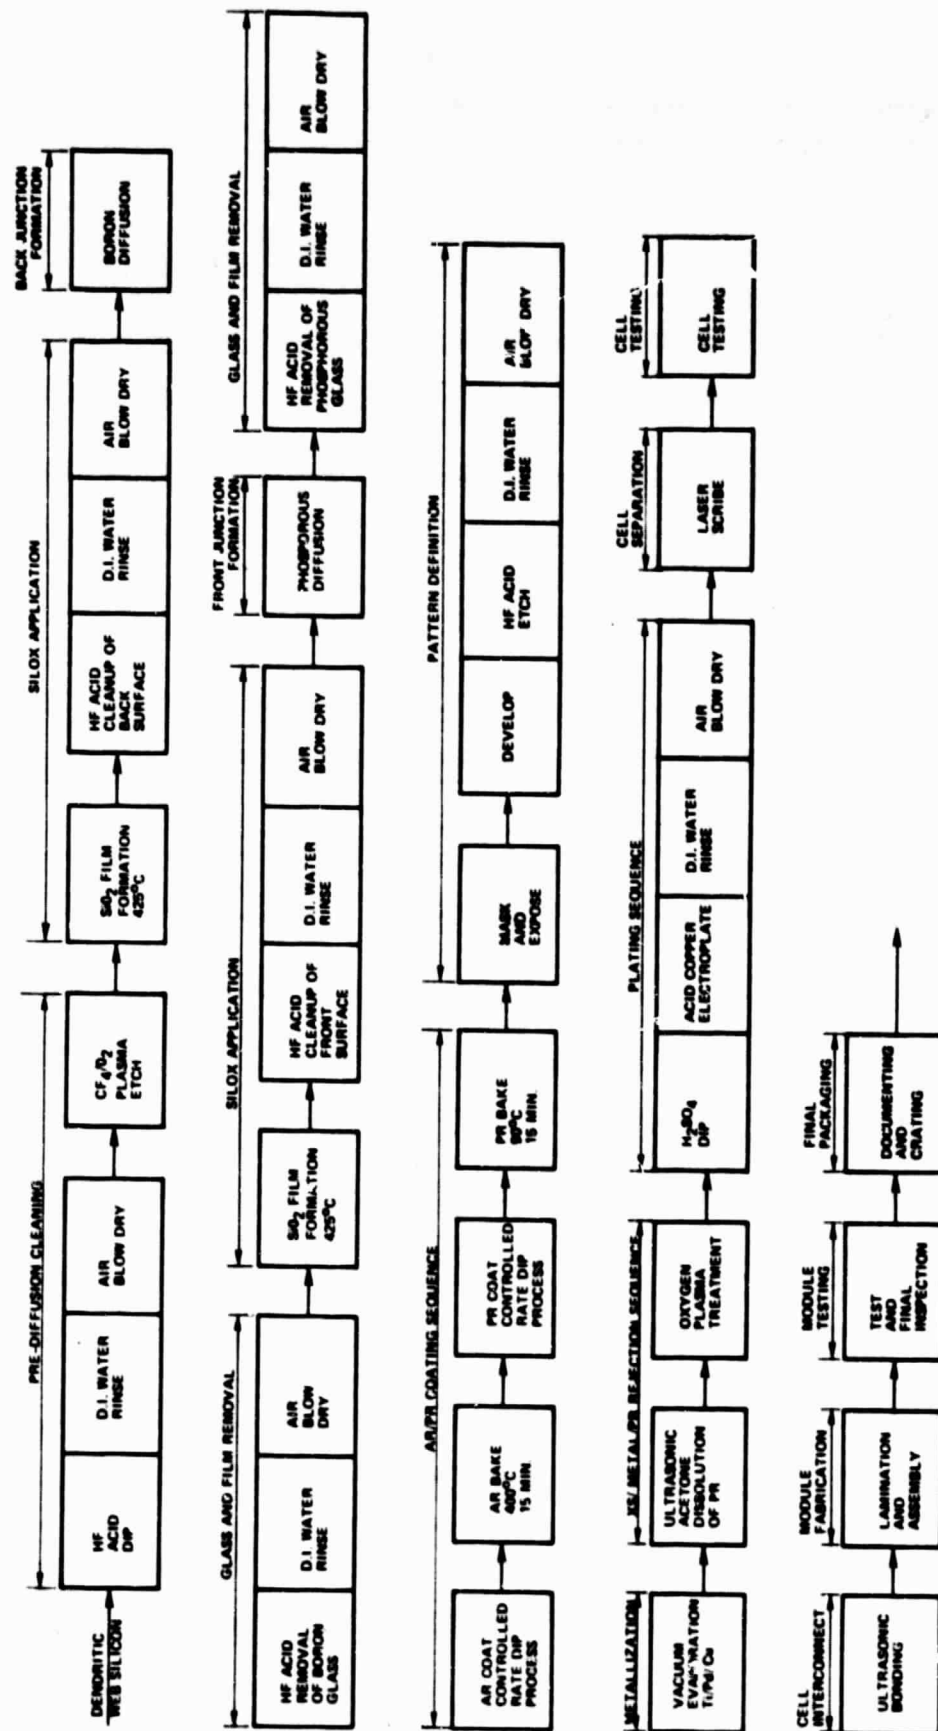 PRE-DIFFUSION CLEANING
DENDRITIC
WEB SILICON
HF
ACID
DIP
D.I. WATER
RINSE
AIR
BLOW DRY
CF4/O2
PLASMA
ETCH
SILOX APPLICATION
SiO2 FILM
FORMATION
425°C
HF ACID
CLEANUP OF
BACK
SURFACE
D.I. WATER
RINSE
AIR
BLOW DRY
BACK JUNCTION
FORMATION
BORON
DIFFUSION
GLASS AND FILM REMOVAL
HF ACID
REMOVAL
OF BORON
GLASS
D.I. WATER
RINSE
AIR
BLOW
DRY
SILOX APPLICATION
SiO2 FILM
FORMATION
425°C
HF ACID
CLEANUP OF
FRONT
SURFACE
D.I. WATER
RINSE
AIR
BLOW DRY
FRONT JUNCTION
FORMATION
PHOSPOROUS
DIFFUSION
GLASS AND FILM REMOVAL
HF ACID
REMOVAL OF
PHOSPHOROUS
GLASS
D.I. WATER
RINSE
AIR
BLOW DRY
AR/PR COATING SEQUENCE
AR COAT
CONTROLLED
RATE DIP
PROCESS
AR BAKE
400°C
15 MIN.
PR COAT
CONTROLLED
RATE DIP
PROCESS
PR BAKE
90°C
15 MIN.
PATTERN DEFINITION
MASK
AND
EXPOSE
DEVELOP
HF ACID
ETCH
D.I. WATER
RINSE
AIR
BLOW DRY
METALLIZATION
VACUUM
EVAPORATION
Ti/Pd/Cu
XS/METAL/PR REJECTION SEQUENCE
ULTRASONIC
ACETONE
DISSOLUTION
OF PR
OXYGEN
PLASMA
TREATMENT
PLATING SEQUENCE
H2SO4
DIP
ACID COPPER
ELECTROPLATE
D.I. WATER
RINSE
AIR
BLOW DRY
CELL
SEPARATION
LASER
SCRIBE
CELL
TESTING
CELL
TESTING
CELL
INTERCONNECT
ULTRASONIC
BONDING
MODULE
FABRICATION
LAMINATION
AND
ASSEMBLY
MODULE
TESTING
TEST
AND
FINAL
INSPECTION
FINAL
PACKAGING
DOCUMENTING
AND
CRATING